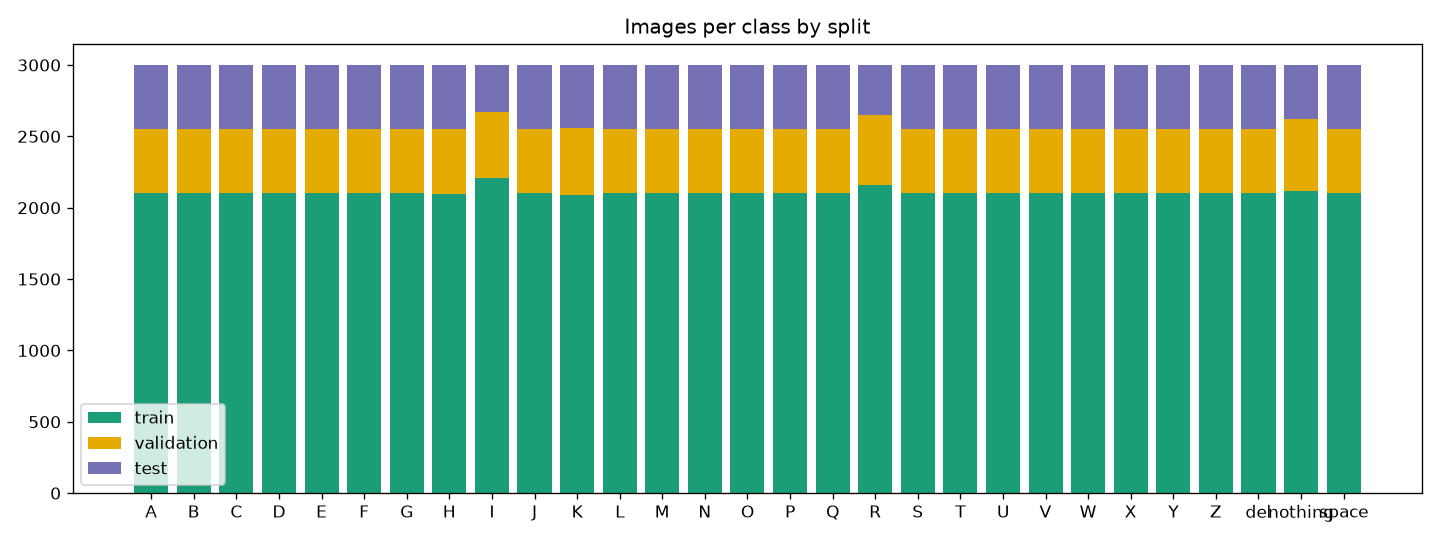 Images per class by split
3000
2500
2000
1500
1000
500
0
train
validation
test
A B C D E F G H I J K L M N O P Q R S T U V W X Y Z del nothing space